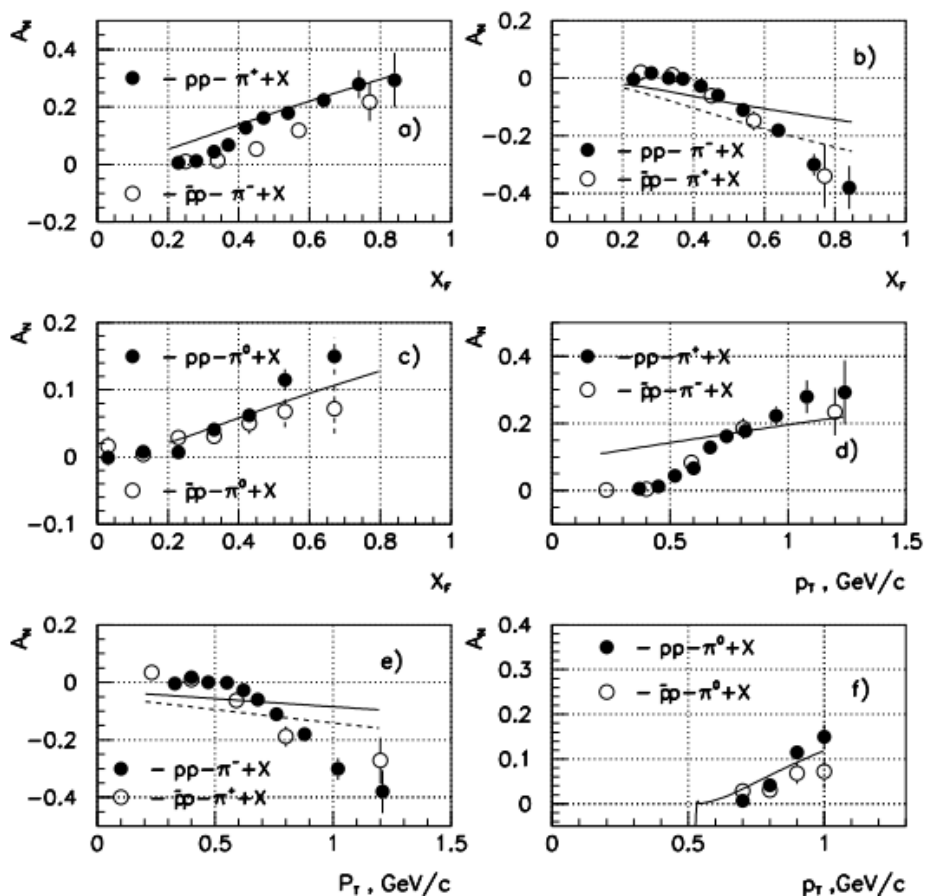 A_N
0.4
0.2
0
−0.2
– pp – π⁺+X
a)
– p̄p – π⁻+X
0 0.2 0.4 0.6 0.8 1
X_F
A_N
0.2
0
−0.2
−0.4
b)
– pp – π⁻+X
– p̄p – π⁺+X
0 0.2 0.4 0.6 0.8 1
X_F
A_N
0.2
0.1
0
−0.1
– pp – π⁰+X
c)
– p̄p – π⁰+X
0 0.2 0.4 0.6 0.8 1
X_F
A_N
0.4
0.2
0
– pp – π⁺+X
– p̄p – π⁻+X
d)
0 0.5 1 1.5
p_T , GeV/c
A_N
0.2
0
−0.2
−0.4
e)
– pp – π⁻+X
– p̄p – π⁺+X
0 0.5 1
P_T , GeV/c
A_N
0.4
0.3
0.2
0.1
0
– pp – π⁰+X
– p̄p – π⁰+X
f)
0 0.5 1
p_T , GeV/c